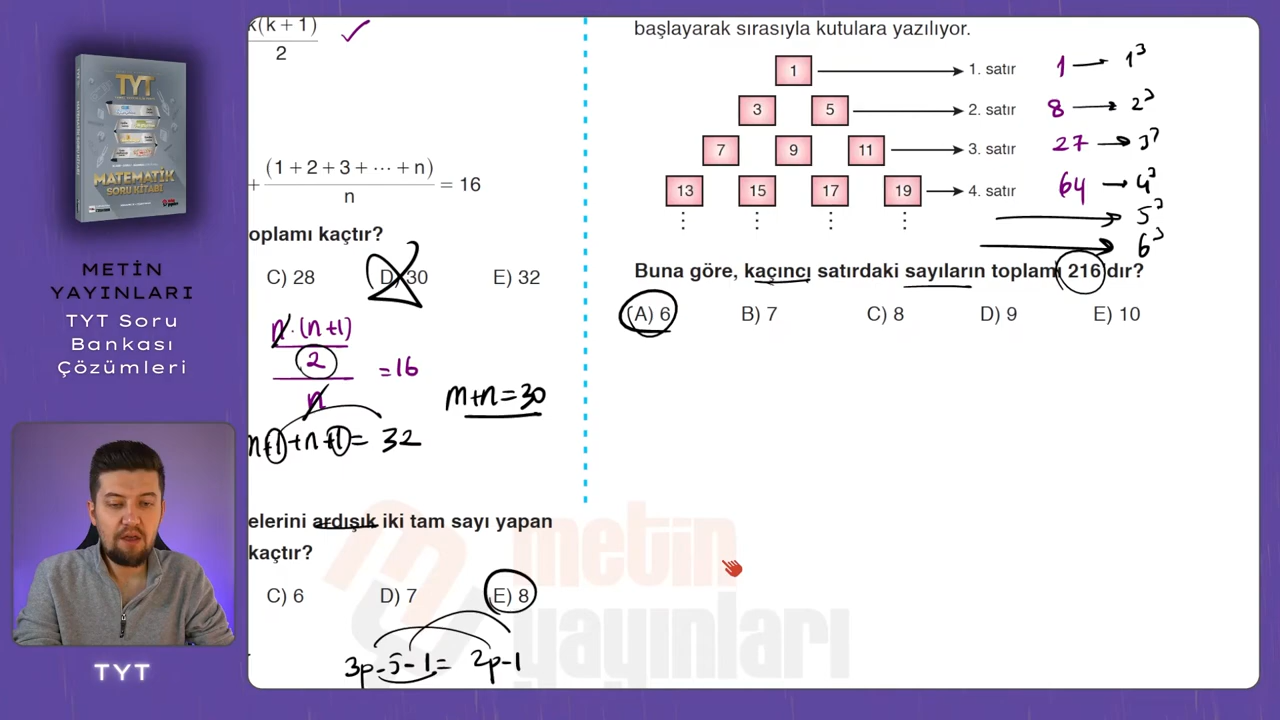 TYT
MATEMATİK
SORU KİTABI
METİN
YAYINLARI
TYT Soru
Bankası
Çözümleri
TYT
k(k + 1)
2
+ (1 + 2 + 3 + ⋯ + n)
n
= 16
oplamı kaçtır?
C) 28 D) 30 E) 32
n·(n+1)
2
n
=16
m+n=30
n+1+n+1= 32
elerini ardışık iki tam sayı yapan
kaçtır?
C) 6 D) 7 E) 8
3p-5-1= 2p-1
başlayarak sırasıyla kutulara yazılıyor.
1 1. satır 1 → 1³
3 5 2. satır 8 → 2³
7 9 11 3. satır 27 → 3³
13 15 17 19 4. satır 64 → 4³
5³
6³
Buna göre, kaçıncı satırdaki sayıların toplamı 216 dır?
A) 6 B) 7 C) 8 D) 9 E) 10
metin
yayınları